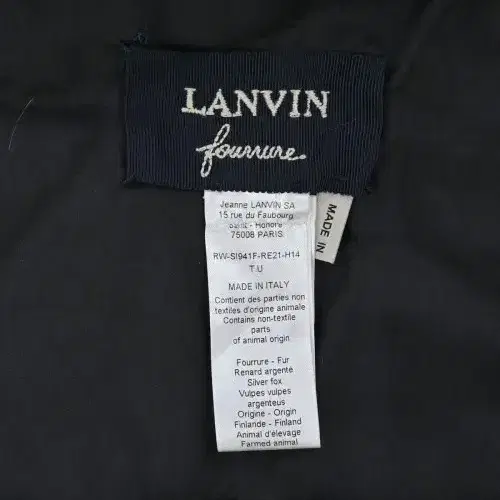 LANVIN
fourrure
Jeanne LANVIN SA
15 rue du Faubourg
Saint - Honoré
75008 PARIS
RW-SI941F-RE21-H14
T.U
MADE IN ITALY
Contient des parties non
textiles d'origine animale
Contains non-textile
parts
of animal origin
Fourrure - Fur
Renard argenté
Silver fox
Vulpes vulpes
argenteus
Origine - Origin
Finlande - Finland
Animal d'élevage
Farmed animal
MADE IN